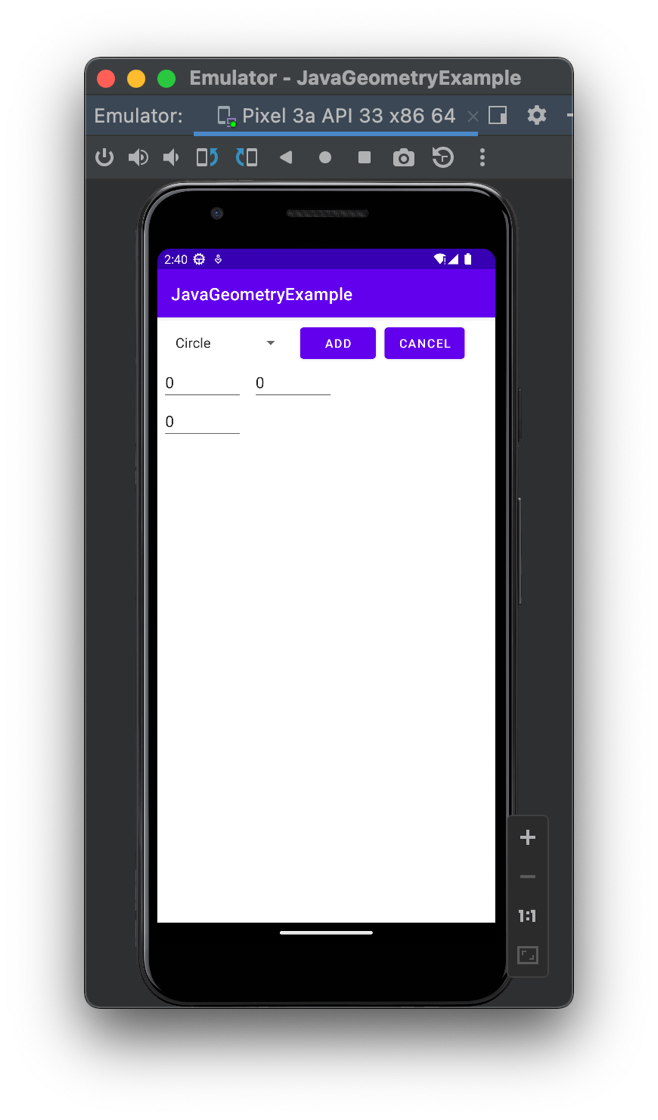 Emulator - JavaGeometryExample
Emulator: Pixel 3a API 33 x86 64
2:40
JavaGeometryExample
Circle ADD CANCEL
0 0
0
1:1